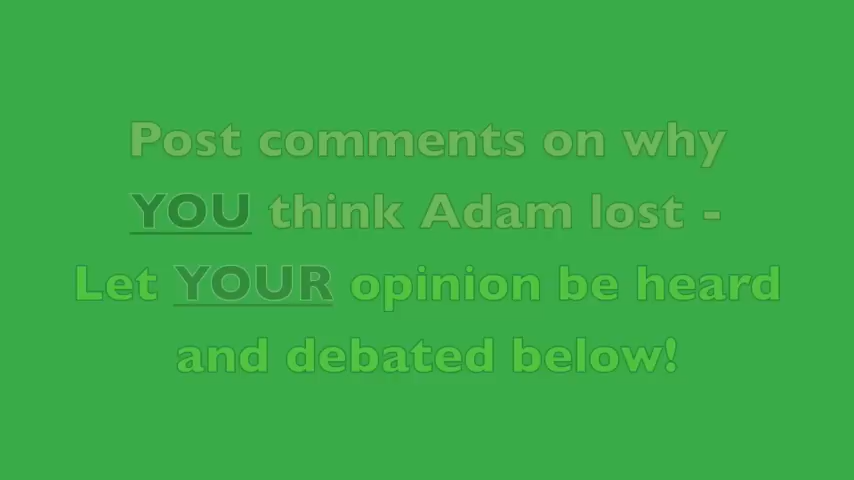 Post comments on why
YOU think Adam lost -
Let YOUR opinion be heard
and debated below!